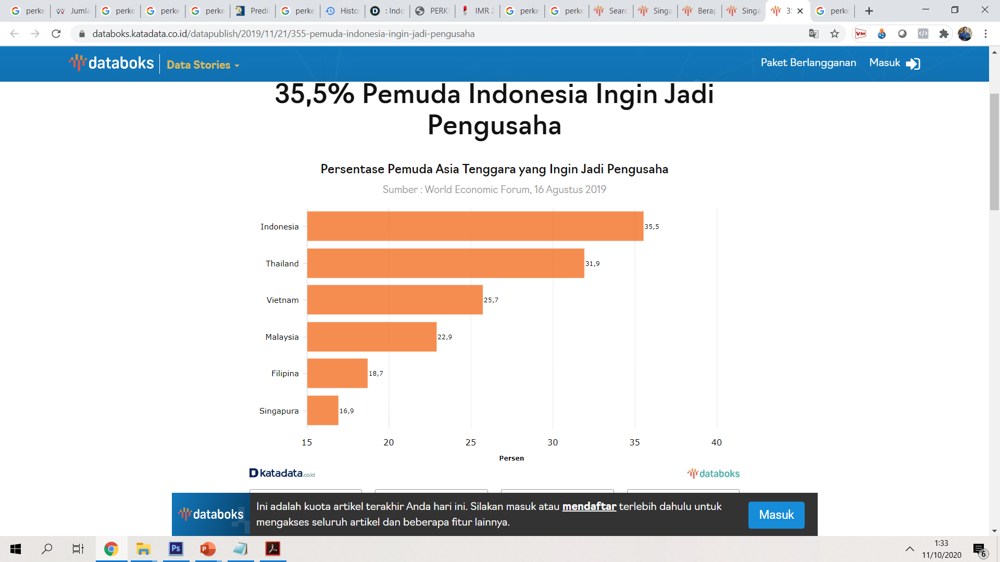 perke Jumla perke perke perke Predi perke Histo : Indo PERKI IMR 2 perke perke Searc Singa Berap Singa 35 perke
databoks.katadata.co.id/datapublish/2019/11/21/355-pemuda-indonesia-ingin-jadi-pengusaha
databoks Data Stories Paket Berlangganan Masuk
35,5% Pemuda Indonesia Ingin Jadi
Pengusaha
Persentase Pemuda Asia Tenggara yang Ingin Jadi Pengusaha
Sumber : World Economic Forum, 16 Agustus 2019
Indonesia 35,5
Thailand 31,9
Vietnam 25,7
Malaysia 22,9
Filipina 18,7
Singapura 16,9
15 20 25 30 35 40
Persen
katadata.co.id databoks
databoks
Ini adalah kuota artikel terakhir Anda hari ini. Silakan masuk atau mendaftar terlebih dahulu untuk
mengakses seluruh artikel dan beberapa fitur lainnya.
Masuk
1:33
11/10/2020
6